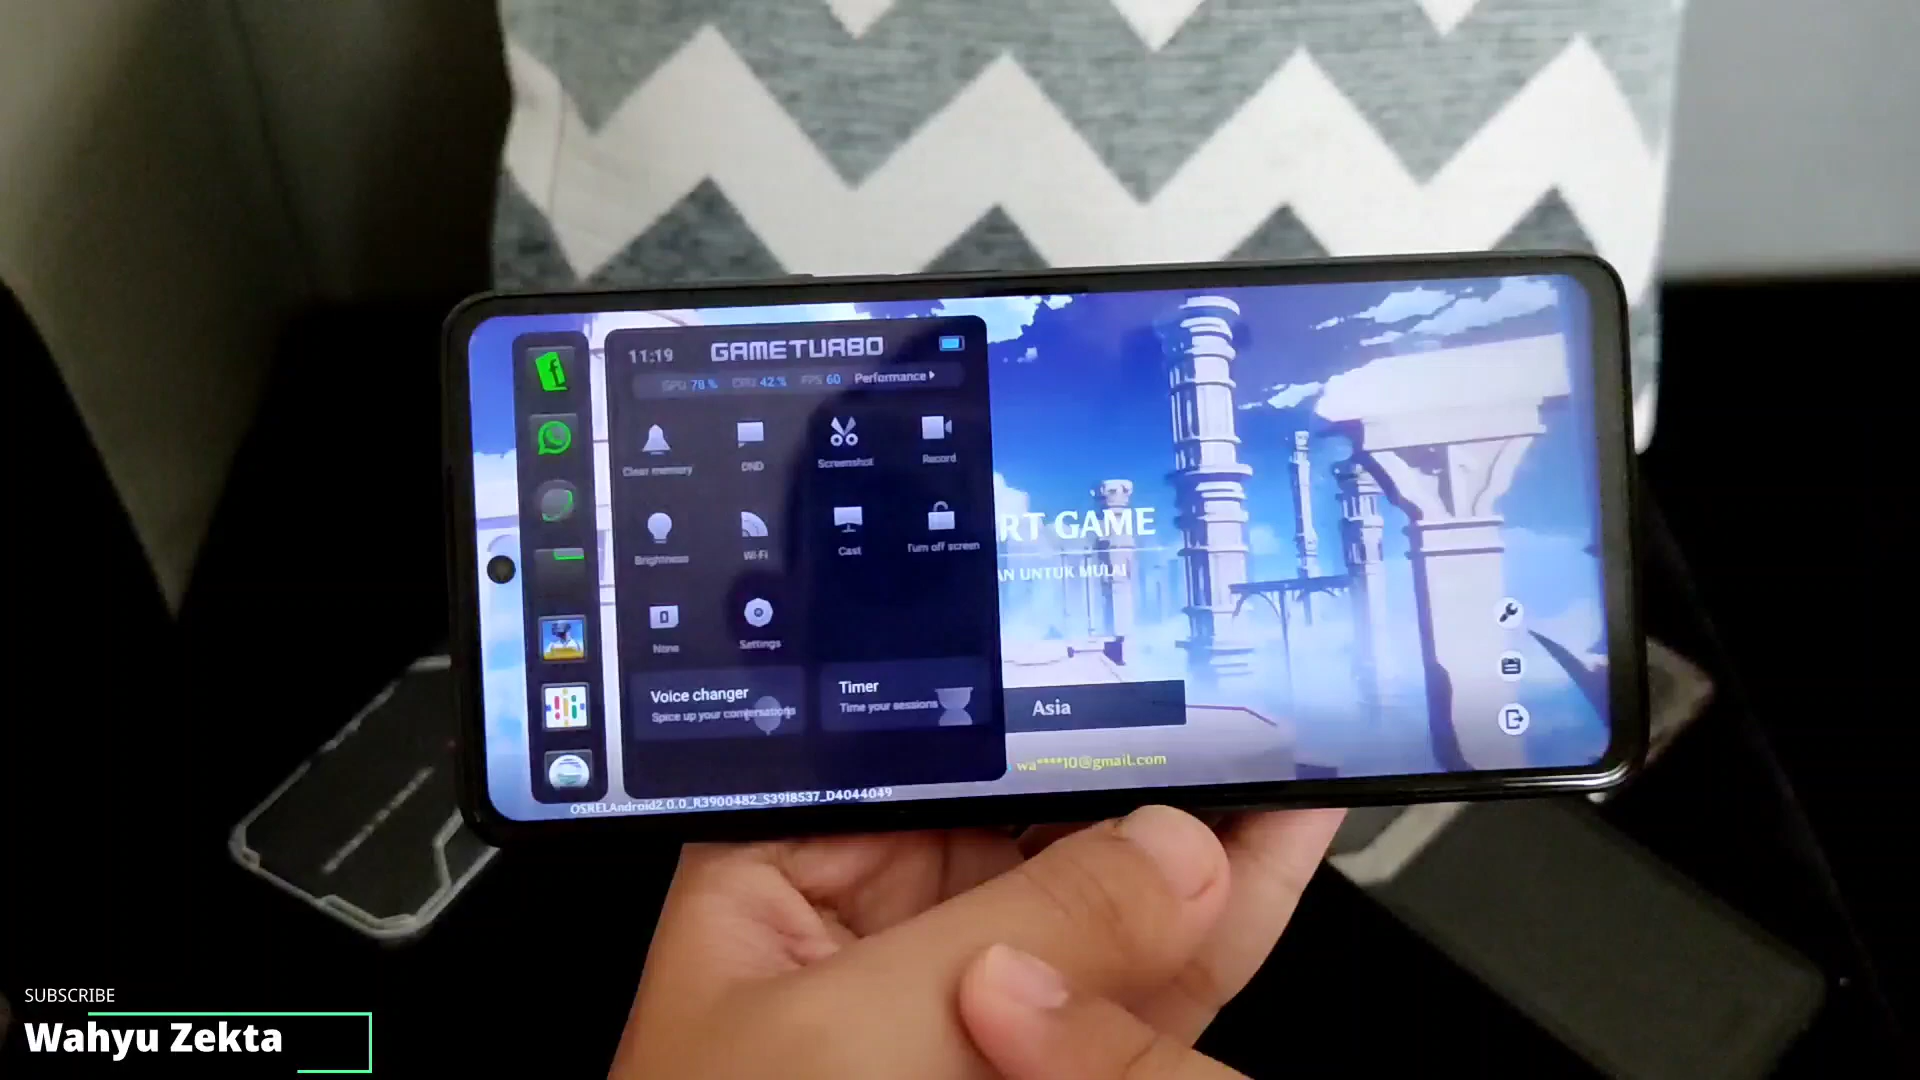 11:19
GAMETURBO
GPU 78 % CPU 42 % FPS 60 Performance
Clear memory
DND
Screenshot
Record
Brightness
Wi-Fi
Cast
Turn off screen
None
Settings
Voice changer
Spice up your conversations
Timer
Time your sessions
RT GAME
AN UNTUK MULAI
Asia
wa****10@gmail.com
OSRELAndroid2.0.0_R3900482_S3918537_D4044049
SUBSCRIBE
Wahyu Zekta